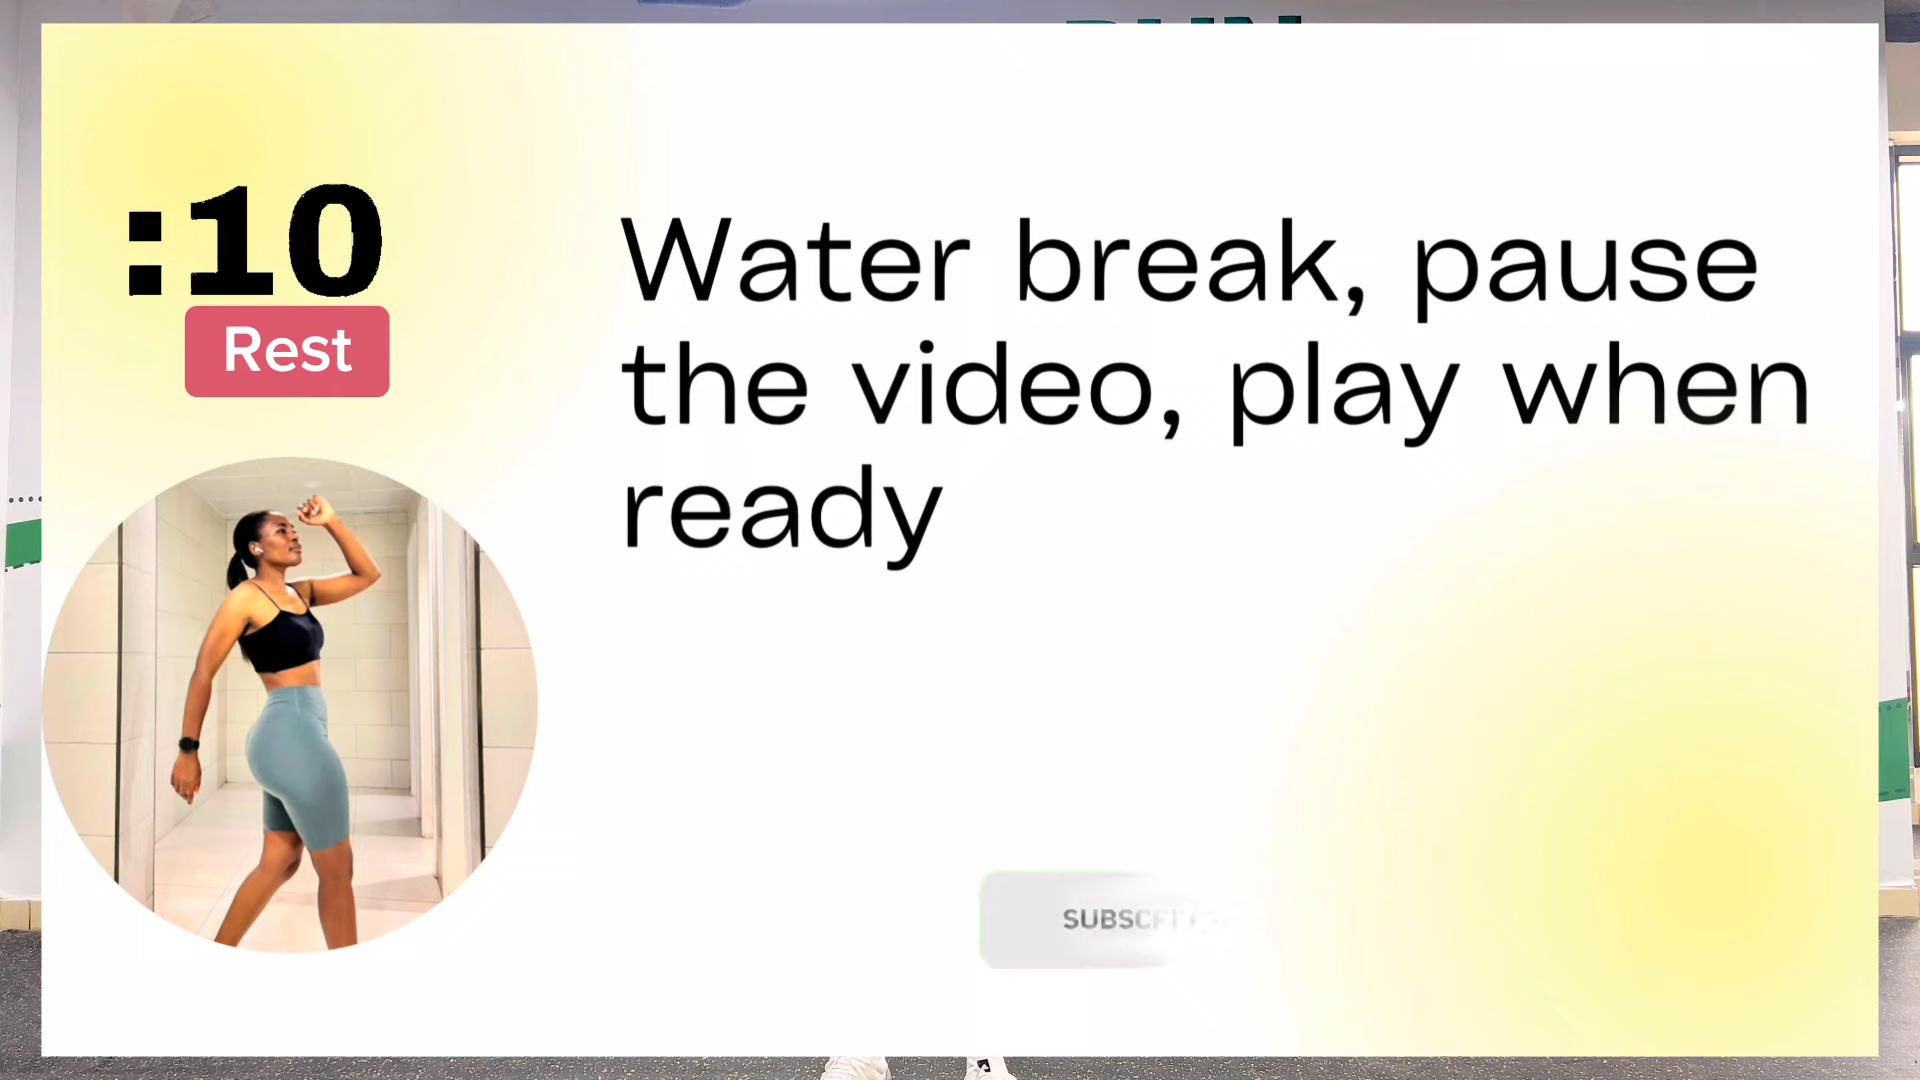 :10
Rest
Water break, pause
the video, play when
ready